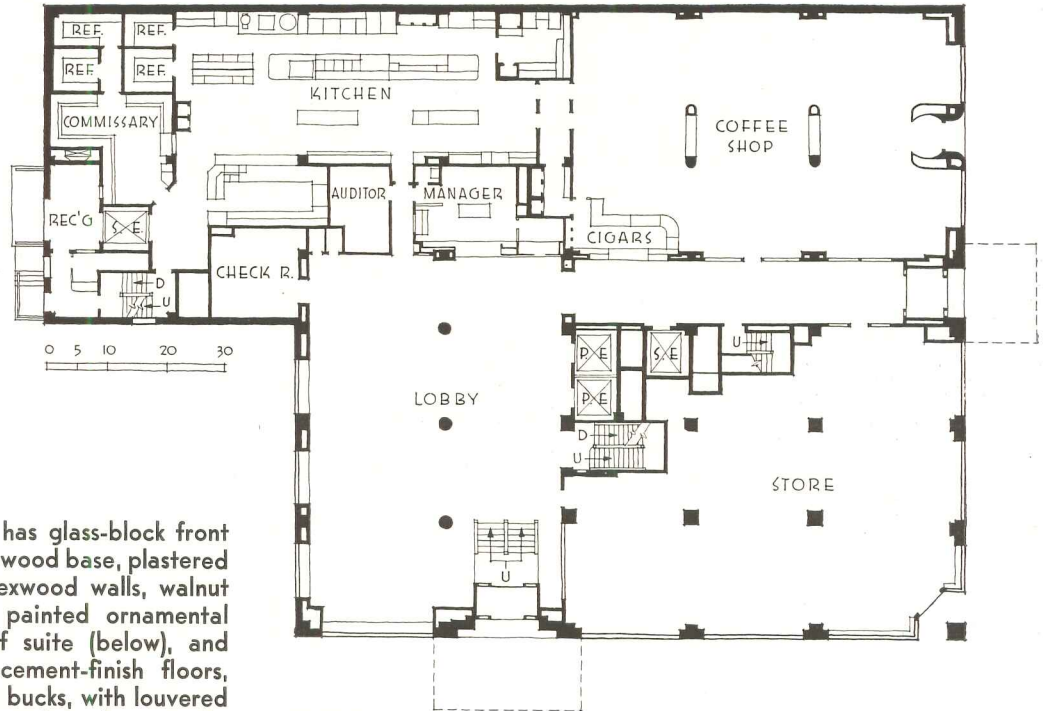 REF. REF.
REF. REF.
KITCHEN
COMMISSARY
COFFEE
SHOP
AUDITOR
MANAGER
REC'G
S.E.
CIGARS
CHECK R.
D
U
0 5 10 20 30
P.E.
S.E.
U
P.E.
LOBBY
D
U
STORE
U
has glass-block front
wood base, plastered
exwood walls, walnut
painted ornamental
f suite (below), and
cement-finish floors,
bucks, with louvered